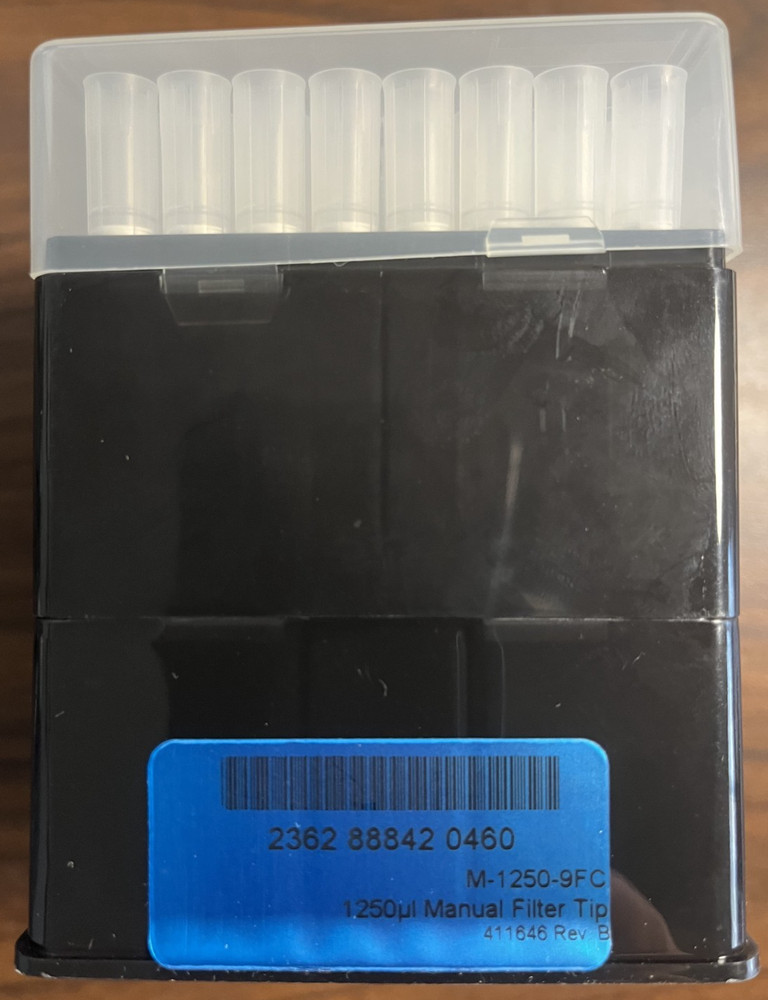 2362 88842 0460
M-1250-9FC
1250µl Manual Filter Tip
411646 Rev B